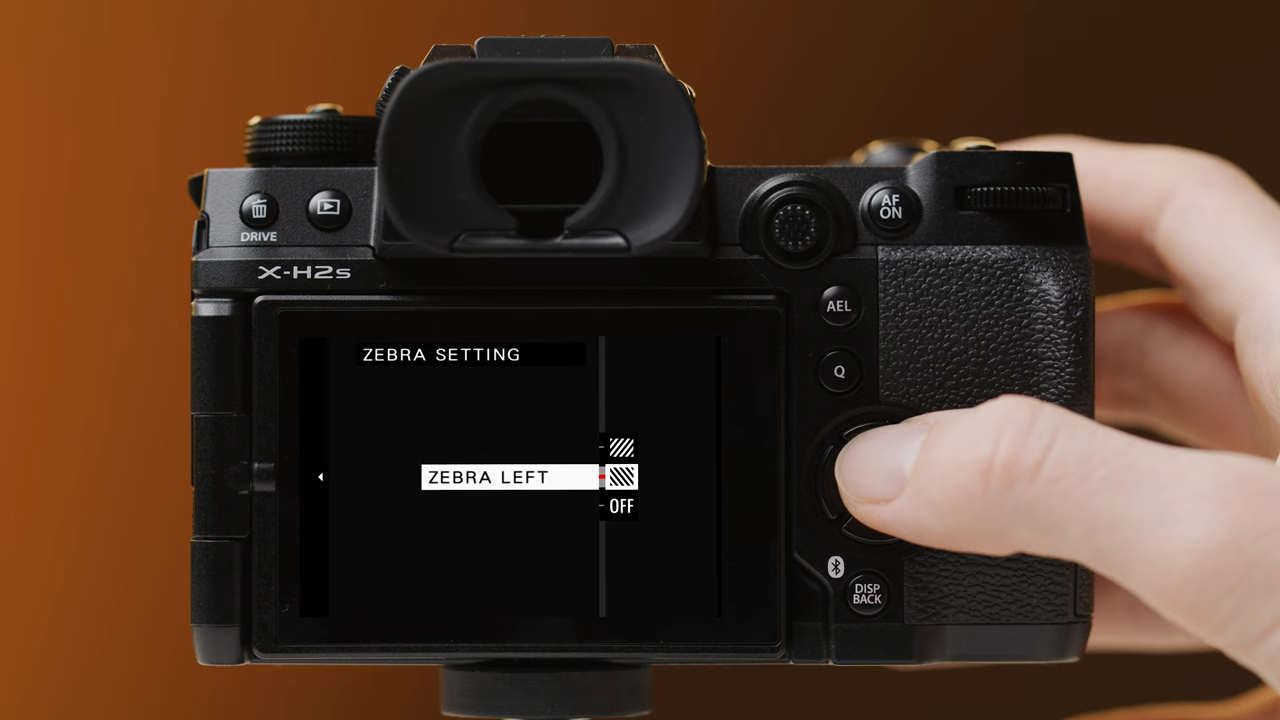 AF
ON
DRIVE
X-H2S
AEL
Q
ZEBRA SETTING
ZEBRA LEFT
OFF
DISP
BACK